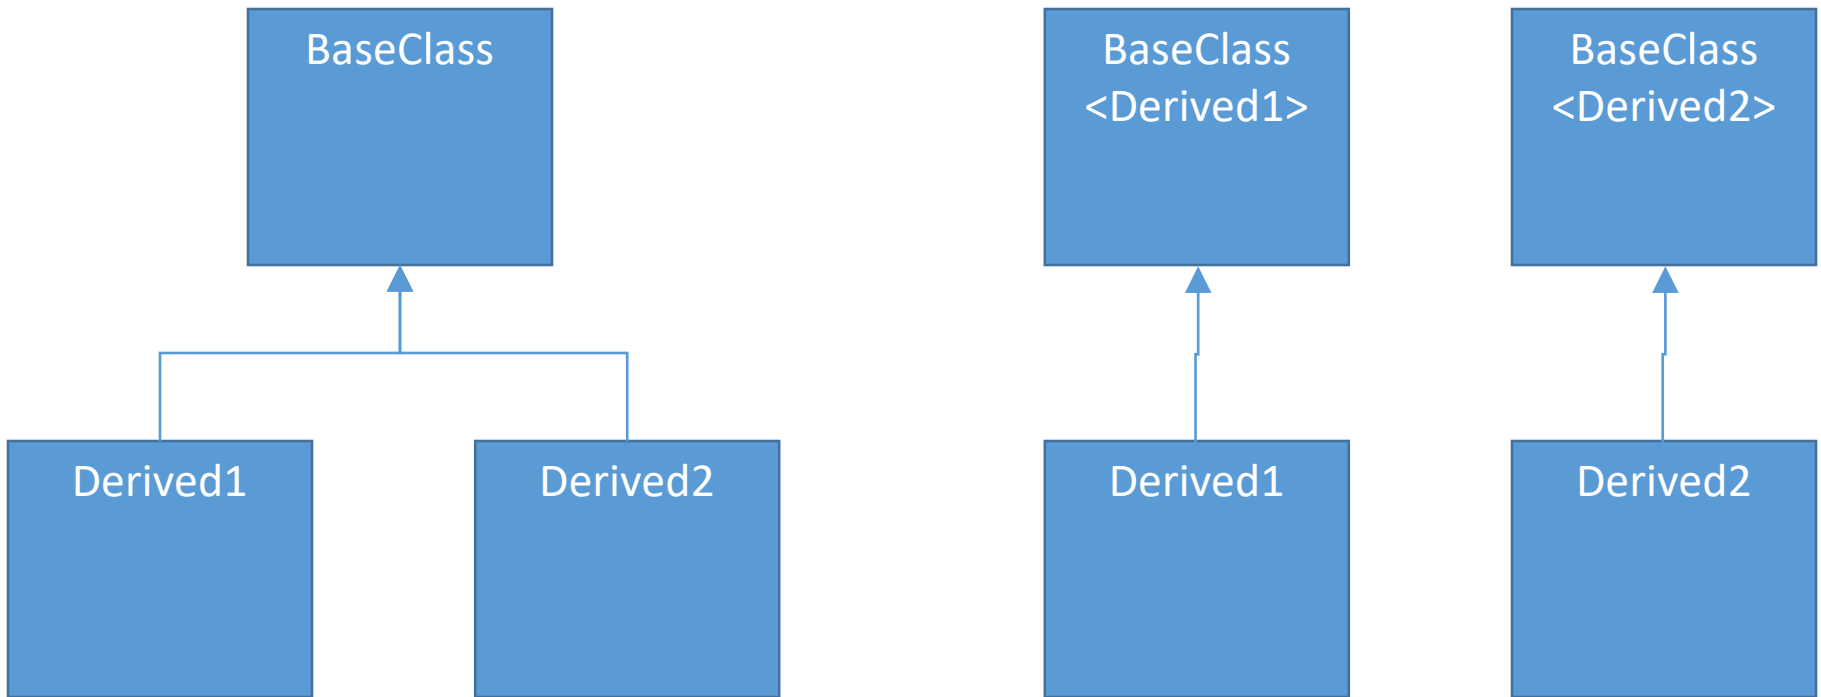 BaseClass
Derived1
Derived2
BaseClass
<Derived1>
Derived1
BaseClass
<Derived2>
Derived2